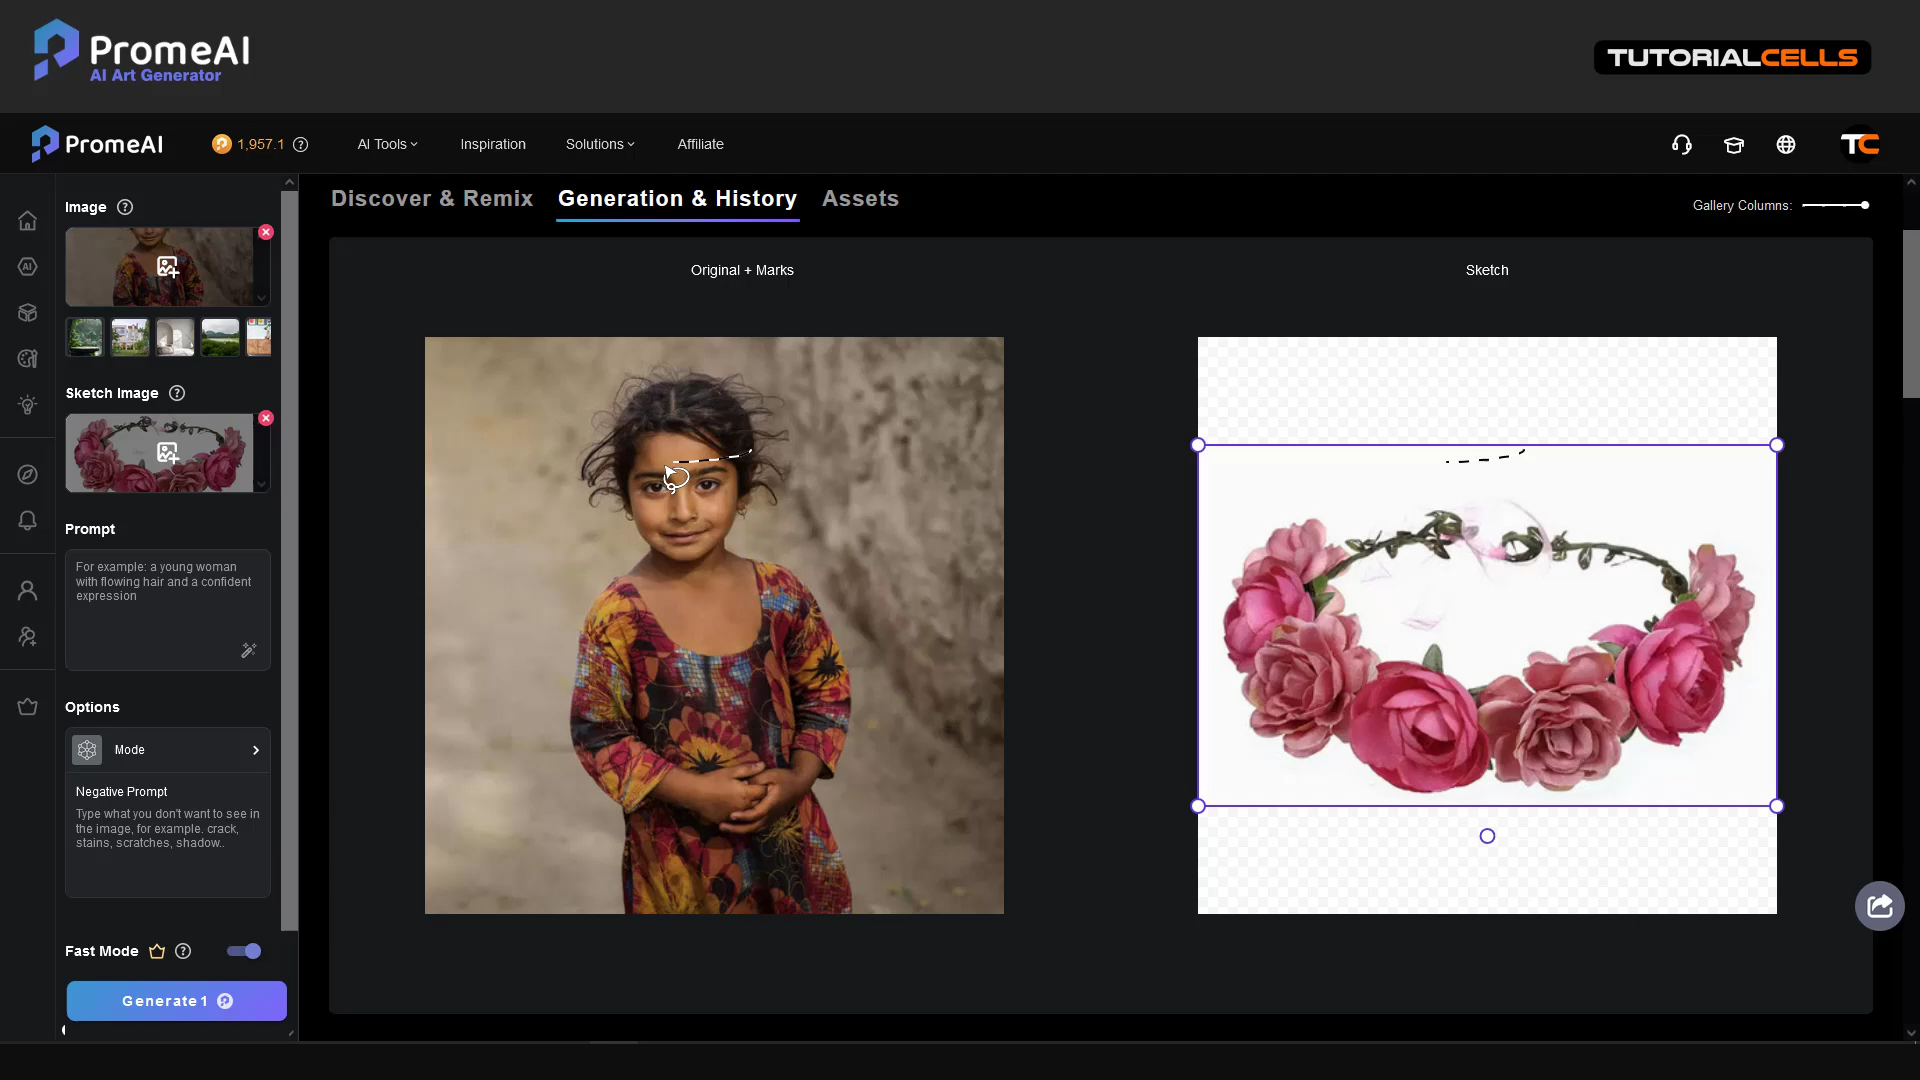 PromeAI
AI Art Generator
TUTORIALCELLS
PromeAI
1,957.1
AI Tools
Inspiration
Solutions
Affiliate
TC
Discover & Remix
Generation & History
Assets
Gallery Columns:
Image
Sketch Image
Prompt
For example: a young woman
with flowing hair and a confident
expression
Options
Mode
Negative Prompt
Type what you don't want to see in
the image, for example. crack,
stains, scratches, shadow..
Fast Mode
Generate 1
Original + Marks
Sketch
AI